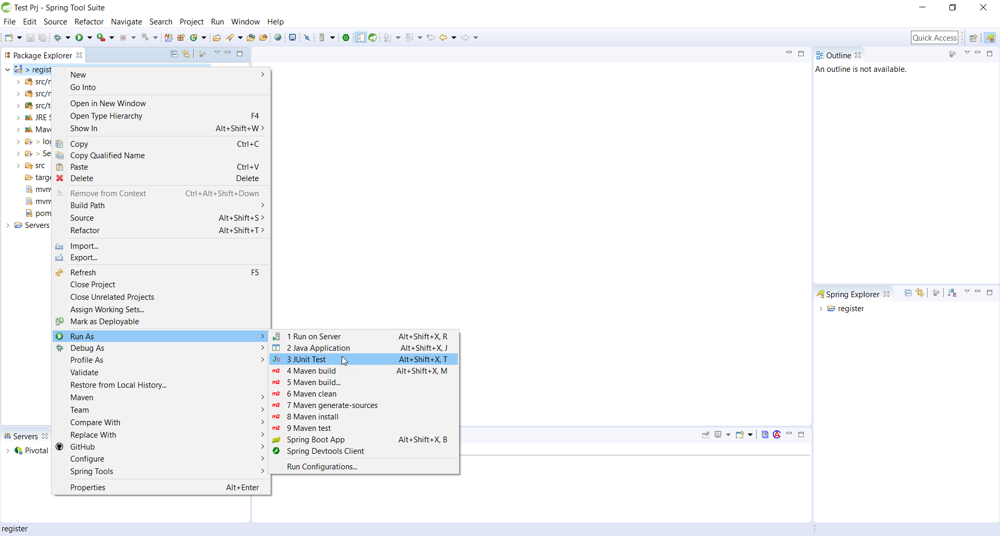 Test Prj - Spring Tool Suite
File Edit Source Refactor Navigate Search Project Run Window Help
Quick Access
Package Explorer
> regist
src/r
src/r
src/t
JRE S
Mav
> log
> Se
src
targe
mvn
mvn
pom
Servers
New
Go Into
Open in New Window
Open Type Hierarchy F4
Show In Alt+Shift+W
Copy Ctrl+C
Copy Qualified Name
Paste Ctrl+V
Delete Delete
Remove from Context Ctrl+Alt+Shift+Down
Build Path
Source Alt+Shift+S
Refactor Alt+Shift+T
Import...
Export...
Refresh F5
Close Project
Close Unrelated Projects
Assign Working Sets...
Mark as Deployable
Run As
Debug As
Profile As
Validate
Restore from Local History...
Maven
Team
Compare With
Replace With
GitHub
Configure
Spring Tools
Properties Alt+Enter
1 Run on Server Alt+Shift+X, R
2 Java Application Alt+Shift+X, J
3 JUnit Test Alt+Shift+X, T
4 Maven build Alt+Shift+X, M
5 Maven build...
6 Maven clean
7 Maven generate-sources
8 Maven install
9 Maven test
Spring Boot App Alt+Shift+X, B
Spring Devtools Client
Run Configurations...
Outline
An outline is not available.
Spring Explorer
register
Servers
Pivotal
register